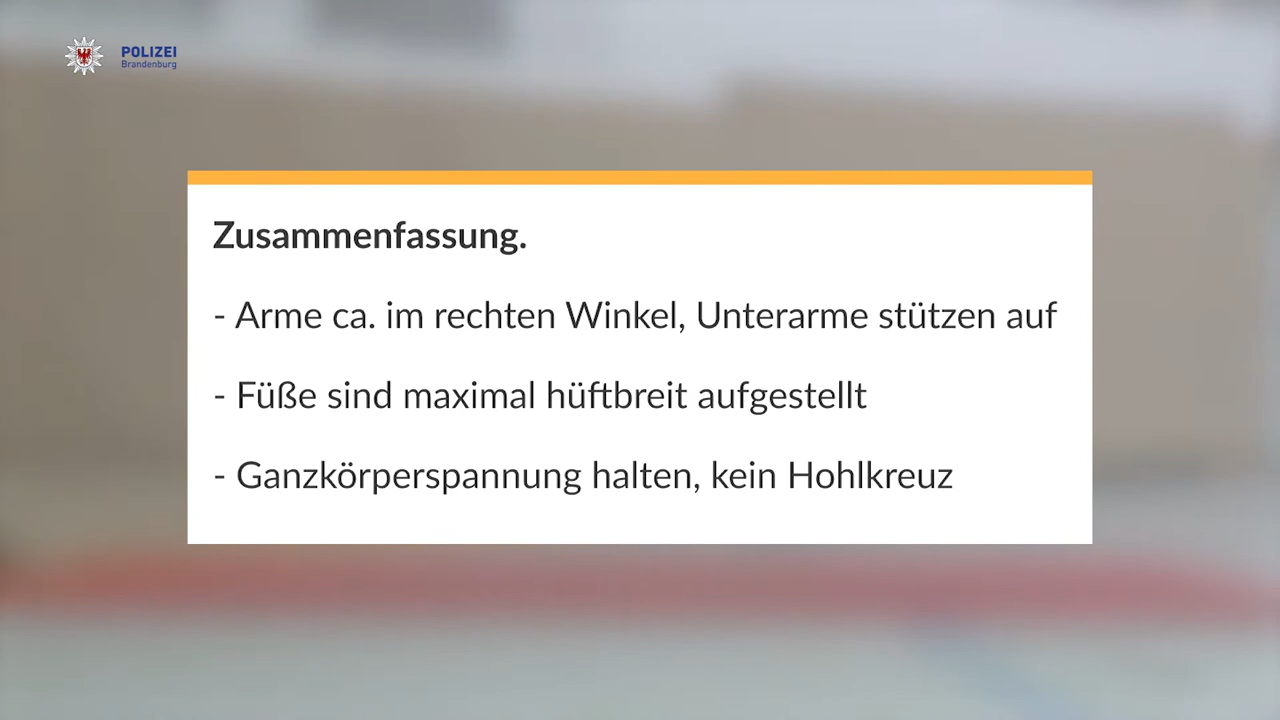 POLIZEI
Brandenburg
Zusammenfassung.
- Arme ca. im rechten Winkel, Unterarme stützen auf
- Füße sind maximal hüftbreit aufgestellt
- Ganzkörperspannung halten, kein Hohlkreuz